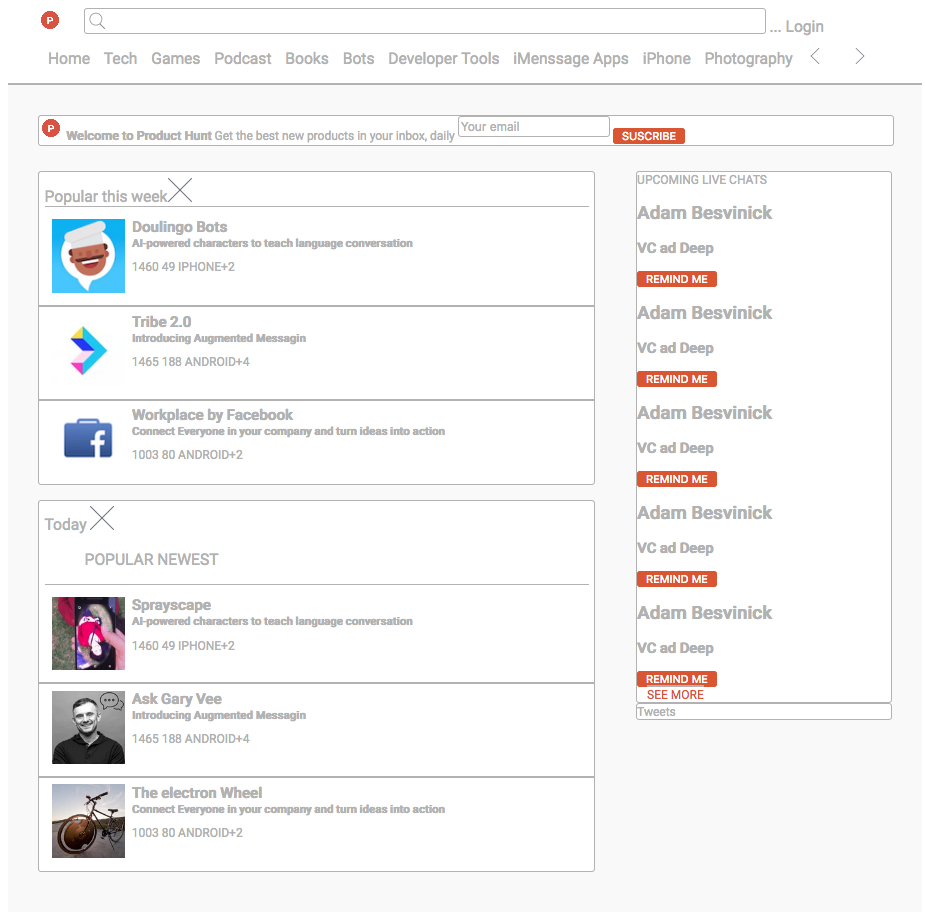 P
... Login
Home Tech Games Podcast Books Bots Developer Tools iMenssage Apps iPhone Photography
P Welcome to Product Hunt Get the best new products in your inbox, daily Your email SUSCRIBE
Popular this week
Doulingo Bots
AI-powered characters to teach language conversation
1460 49 IPHONE+2
Tribe 2.0
Introducing Augmented Messagin
1465 188 ANDROID+4
Workplace by Facebook
Connect Everyone in your company and turn ideas into action
1003 80 ANDROID+2
Today
POPULAR NEWEST
Sprayscape
AI-powered characters to teach language conversation
1460 49 IPHONE+2
Ask Gary Vee
Introducing Augmented Messagin
1465 188 ANDROID+4
The electron Wheel
Connect Everyone in your company and turn ideas into action
1003 80 ANDROID+2
UPCOMING LIVE CHATS
Adam Besvinick
VC ad Deep
REMIND ME
Adam Besvinick
VC ad Deep
REMIND ME
Adam Besvinick
VC ad Deep
REMIND ME
Adam Besvinick
VC ad Deep
REMIND ME
Adam Besvinick
VC ad Deep
REMIND ME
SEE MORE
Tweets